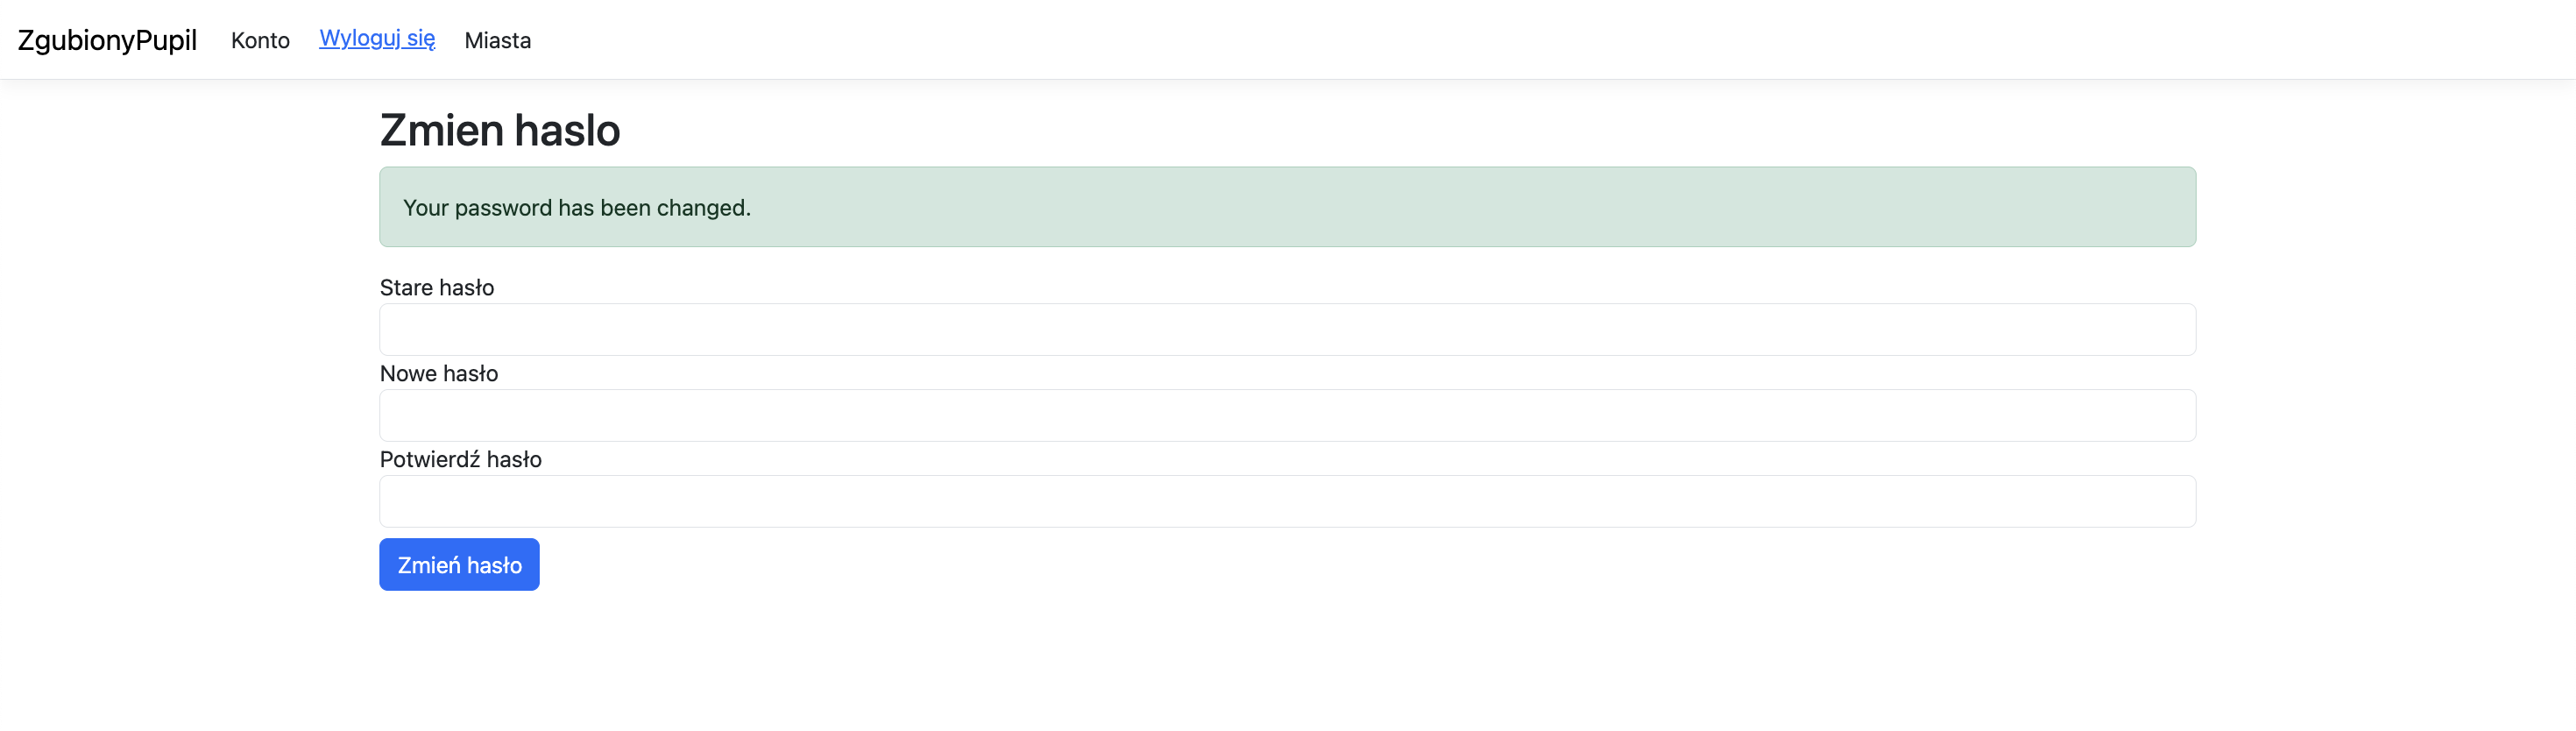 ZgubionyPupil Konto Wyloguj się Miasta
Zmien haslo
Your password has been changed.
Stare hasło
Nowe hasło
Potwierdź hasło
Zmień hasło